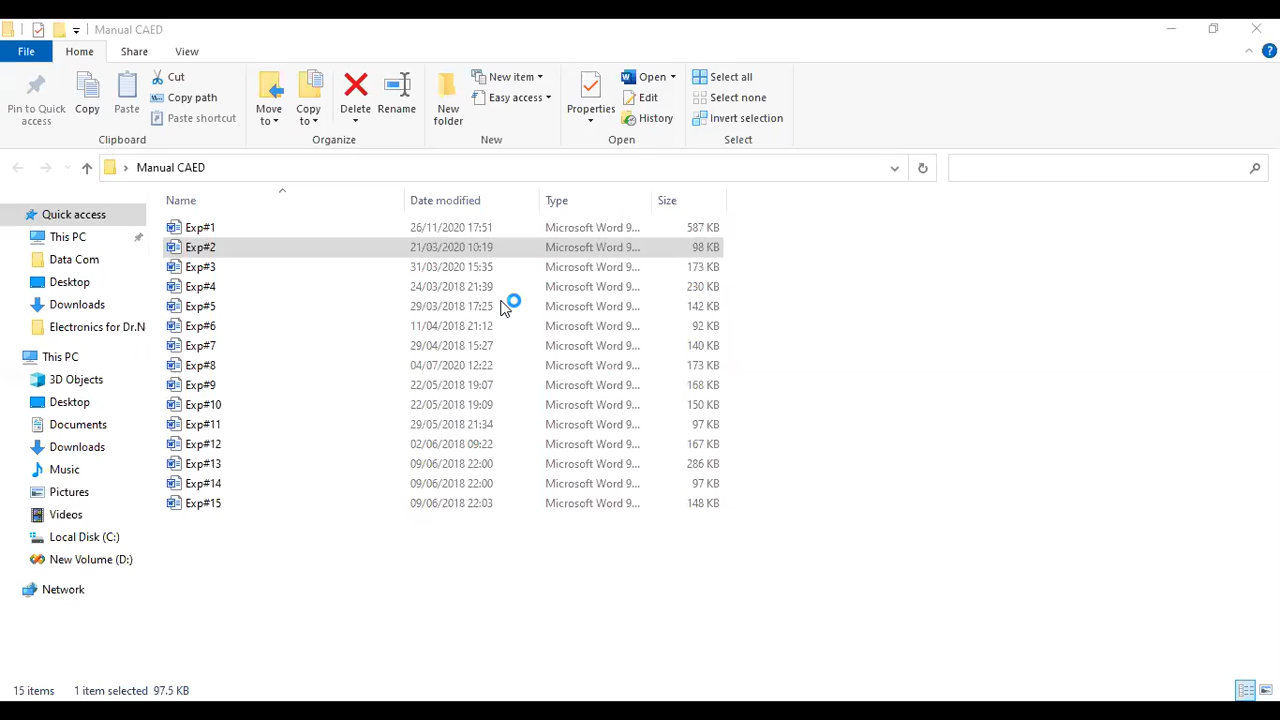 Manual CAED
File Home Share View
Pin to Quick access
Copy
Paste
Cut
Copy path
Paste shortcut
Clipboard
Move to
Copy to
Delete
Rename
Organize
New folder
New item
Easy access
New
Properties
Open
Edit
History
Open
Select all
Select none
Invert selection
Select
Manual CAED
Name Date modified Type Size
Exp#1 26/11/2020 17:51 Microsoft Word 9... 587 KB
Exp#2 21/03/2020 10:19 Microsoft Word 9... 98 KB
Exp#3 31/03/2020 15:35 Microsoft Word 9... 173 KB
Exp#4 24/03/2018 21:39 Microsoft Word 9... 230 KB
Exp#5 29/03/2018 17:25 Microsoft Word 9... 142 KB
Exp#6 11/04/2018 21:12 Microsoft Word 9... 92 KB
Exp#7 29/04/2018 15:27 Microsoft Word 9... 140 KB
Exp#8 04/07/2020 12:22 Microsoft Word 9... 173 KB
Exp#9 22/05/2018 19:07 Microsoft Word 9... 168 KB
Exp#10 22/05/2018 19:09 Microsoft Word 9... 150 KB
Exp#11 29/05/2018 21:34 Microsoft Word 9... 97 KB
Exp#12 02/06/2018 09:22 Microsoft Word 9... 167 KB
Exp#13 09/06/2018 22:00 Microsoft Word 9... 286 KB
Exp#14 09/06/2018 22:00 Microsoft Word 9... 97 KB
Exp#15 09/06/2018 22:03 Microsoft Word 9... 148 KB
Quick access
This PC
Data Com
Desktop
Downloads
Electronics for Dr.N
This PC
3D Objects
Desktop
Documents
Downloads
Music
Pictures
Videos
Local Disk (C:)
New Volume (D:)
Network
15 items 1 item selected 97.5 KB